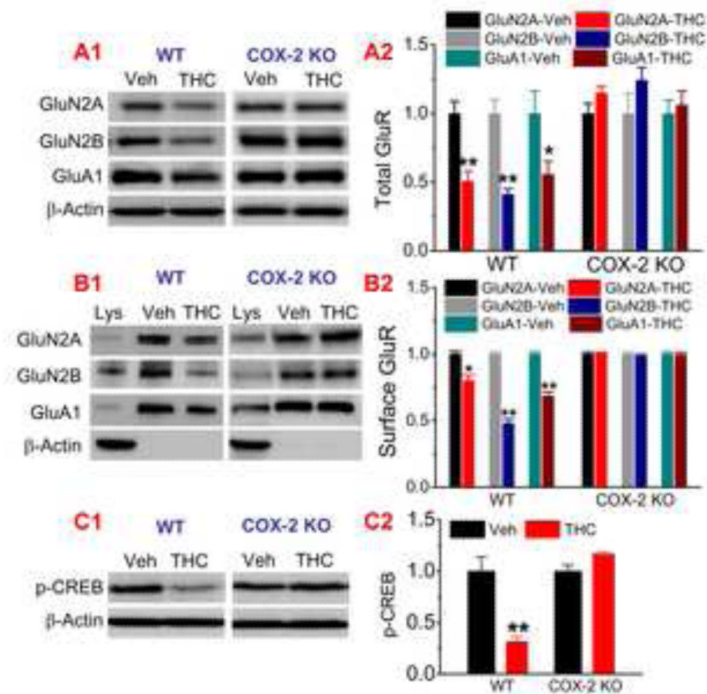 A1 WT COX-2 KO
Veh THC Veh THC
GluN2A
GluN2B
GluA1
β-Actin
A2
GluN2A-Veh GluN2A-THC
GluN2B-Veh GluN2B-THC
GluA1-Veh GluA1-THC
Total GluR
1.5
1.0
0.5
0.0
** ** *
WT COX-2 KO
B1 WT COX-2 KO
Lys Veh THC Lys Veh THC
GluN2A
GluN2B
GluA1
β-Actin
B2
GluN2A-Veh GluN2A-THC
GluN2B-Veh GluN2B-THC
GluA1-Veh GluA1-THC
Surface GluR
1.5
1.0
0.5
0.0
* ** **
WT COX-2 KO
C1 WT COX-2 KO
Veh THC Veh THC
p-CREB
β-Actin
C2
Veh THC
p-CREB
1.5
1.0
0.5
0.0
**
WT COX-2 KO